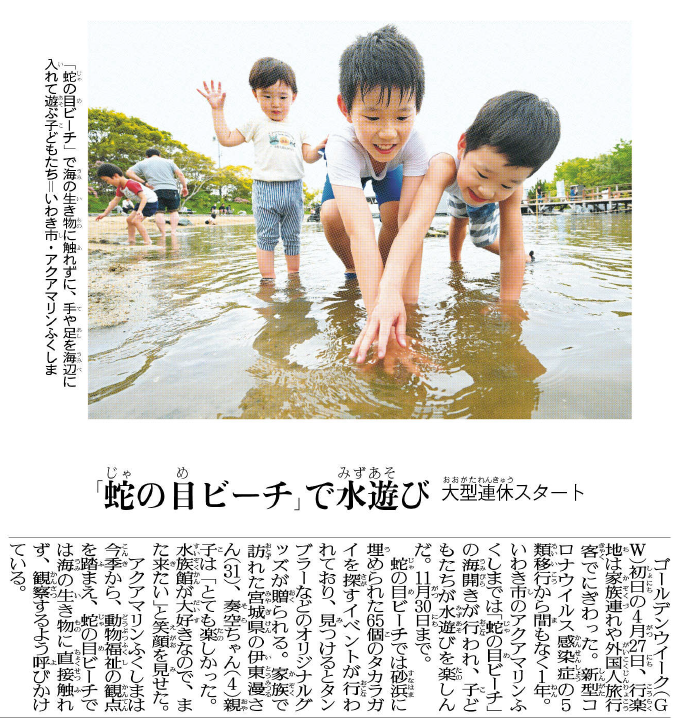 「蛇の目ビーチ」で海の生き物に触れずに、手や足を海辺に
入れて遊ぶ子どもたち＝いわき市・アクアマリンふくしま
じゃ め みずあそ
「蛇の目ビーチ」で水遊び
おおがたれんきゅう
大型連休スタート
ゴールデンウイーク(G
W)初日の4月27日、行楽
地は家族連れや外国人旅行
客でにぎわった。新型コ
ロナウイルス感染症の5
類移行から間もなく1年。
いわき市のアクアマリンふ
くしまでは「蛇の目ビーチ」
の海開きが行われ、子ど
もたちが水遊びを楽しん
だ。11月30日まで。
蛇の目ビーチでは砂浜に
埋められた65個のタカラガ
イを探すイベントが行わ
れており、見つけるとタン
ブラーなどのオリジナルグ
ッズが贈られる。家族で
訪れた宮城県の伊東漫さ
ん(31)、奏空ちゃん(4)親
子は「とても楽しかった。
水族館が大好きなので、ま
た来たい」と笑顔を見せた。
アクアマリンふくしまは
今季から、動物福祉の観点
を踏まえ、蛇の目ビーチで
は海の生き物に直接触れ
ず、観察するよう呼びかけ
ている。